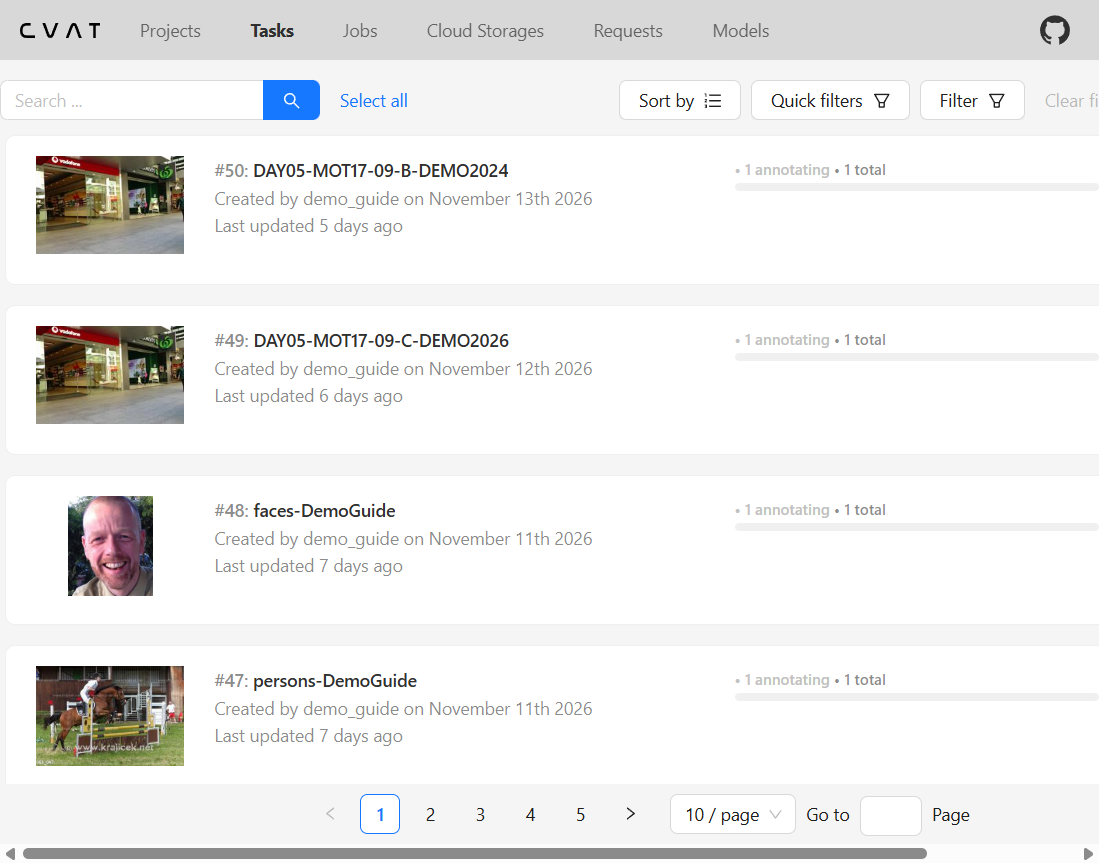 CVAT Projects Tasks Jobs Cloud Storages Requests Models
Search ... Select all Sort by Quick filters Filter Clear fi
#50: DAY05-MOT17-09-B-DEMO2024 • 1 annotating • 1 total
Created by demo_guide on November 13th 2026
Last updated 5 days ago
vodafone
#49: DAY05-MOT17-09-C-DEMO2026 • 1 annotating • 1 total
Created by demo_guide on November 12th 2026
Last updated 6 days ago
vodafone
#48: faces-DemoGuide • 1 annotating • 1 total
Created by demo_guide on November 11th 2026
Last updated 7 days ago
#47: persons-DemoGuide • 1 annotating • 1 total
Created by demo_guide on November 11th 2026
Last updated 7 days ago
© www.kralicek.net
1 2 3 4 5 10 / page Go to Page